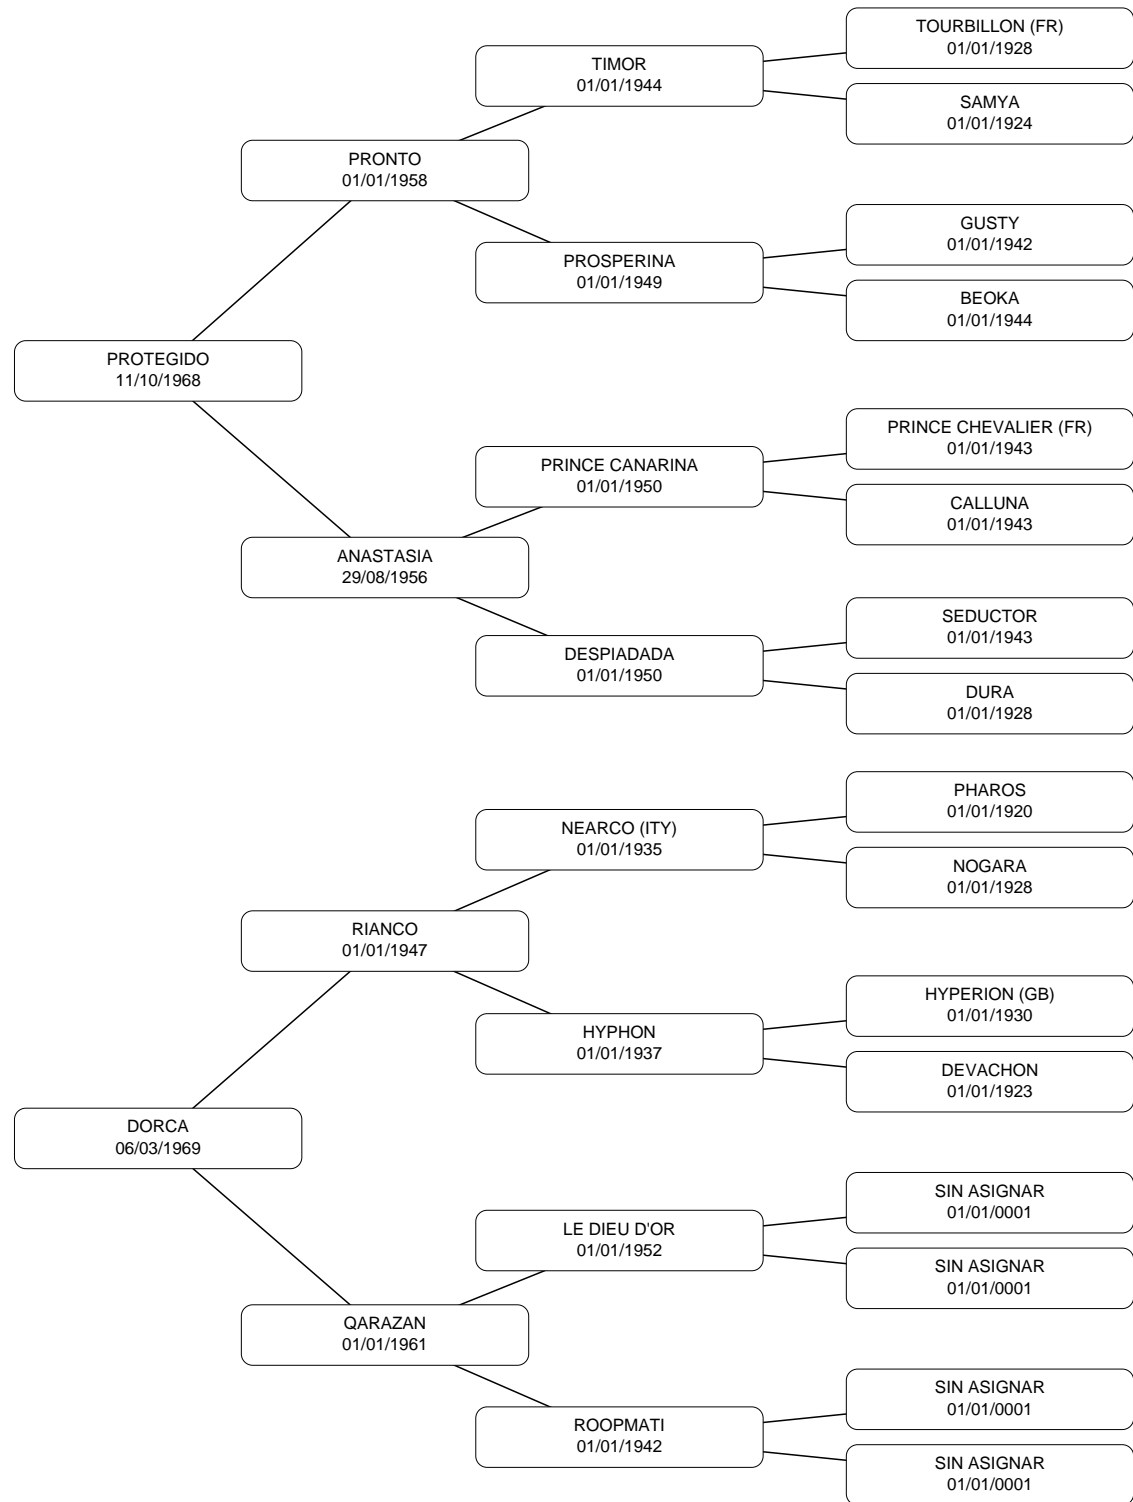 TOURBILLON (FR)
01/01/1928
TIMOR
01/01/1944
SAMYA
01/01/1924
PRONTO
01/01/1958
GUSTY
01/01/1942
PROSPERINA
01/01/1949
BEOKA
01/01/1944
PROTEGIDO
11/10/1968
PRINCE CHEVALIER (FR)
01/01/1943
PRINCE CANARINA
01/01/1950
CALLUNA
01/01/1943
ANASTASIA
29/08/1956
SEDUCTOR
01/01/1943
DESPIADADA
01/01/1950
DURA
01/01/1928
PHAROS
01/01/1920
NEARCO (ITY)
01/01/1935
NOGARA
01/01/1928
RIANCO
01/01/1947
HYPERION (GB)
01/01/1930
HYPHON
01/01/1937
DEVACHON
01/01/1923
DORCA
06/03/1969
SIN ASIGNAR
01/01/0001
LE DIEU D'OR
01/01/1952
SIN ASIGNAR
01/01/0001
QARAZAN
01/01/1961
SIN ASIGNAR
01/01/0001
ROOPMATI
01/01/1942
SIN ASIGNAR
01/01/0001